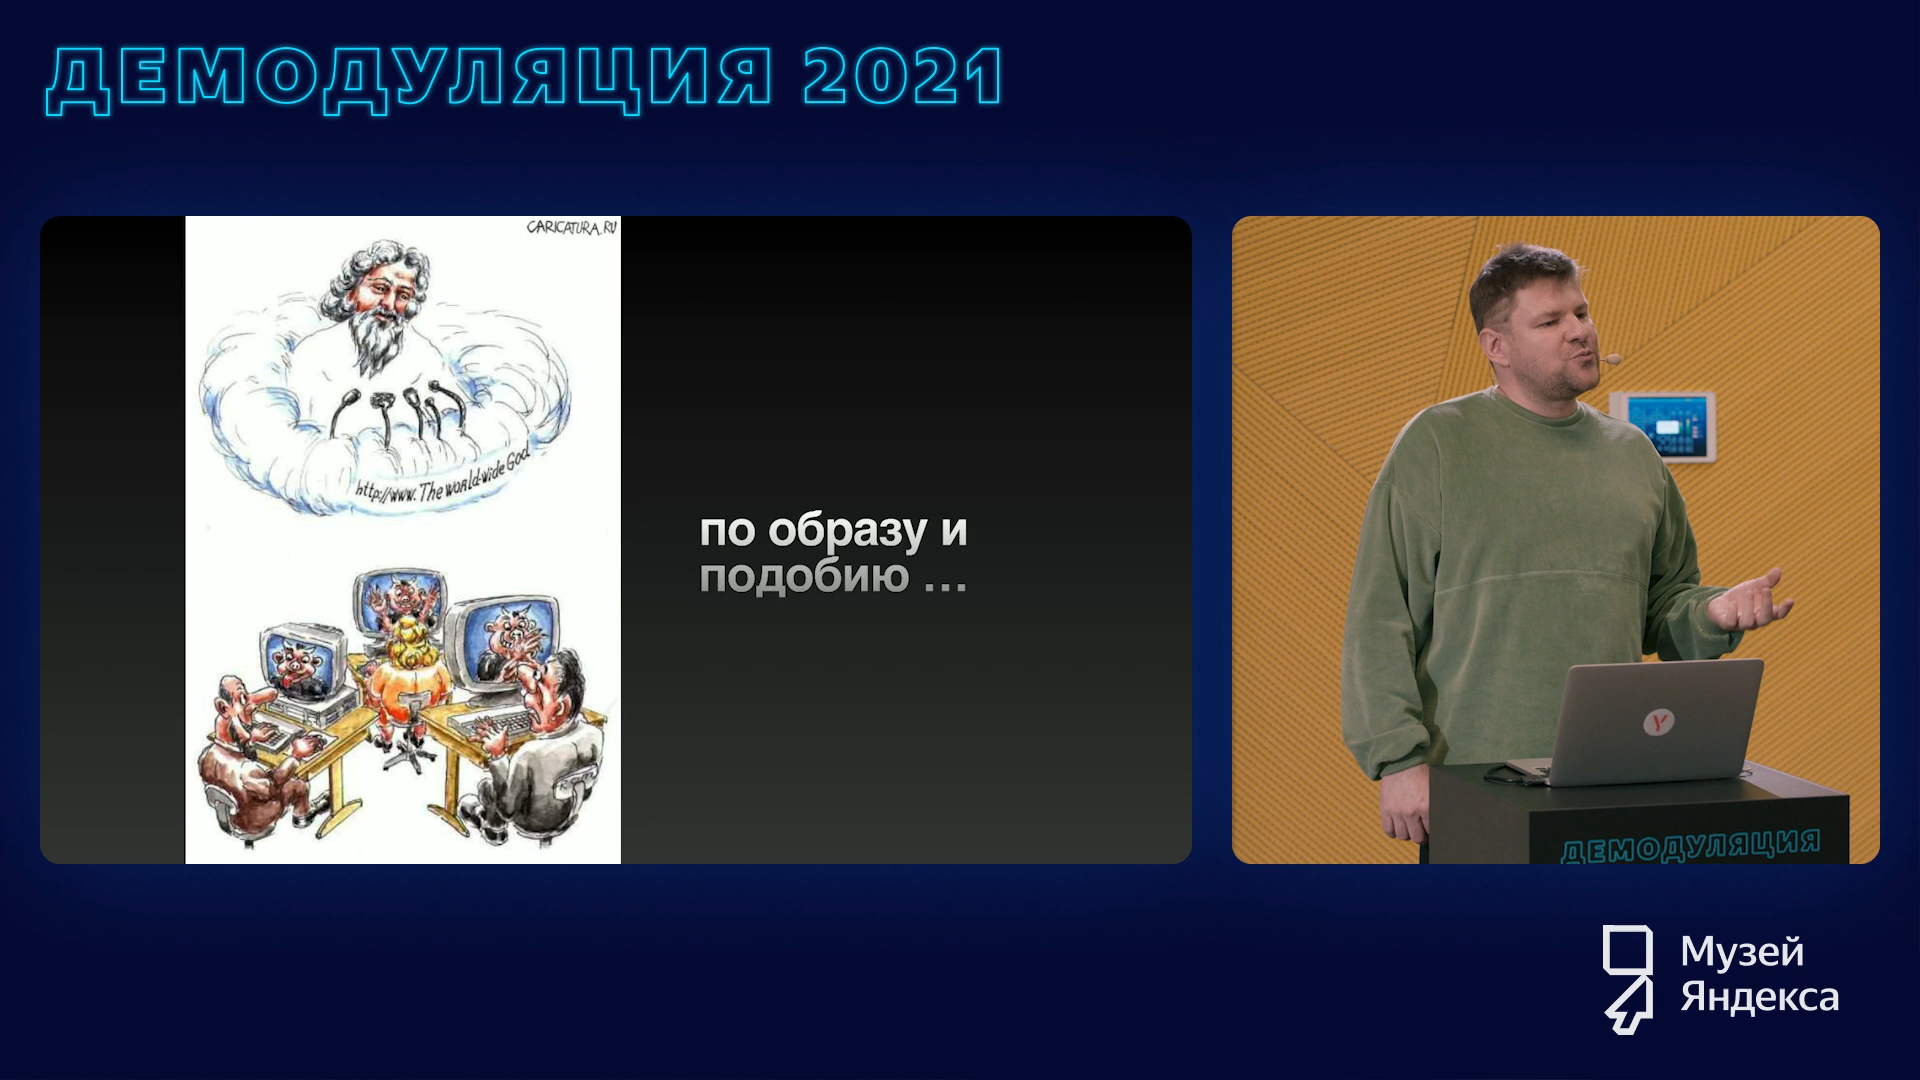 ДЕМОДУЛЯЦИЯ 2021
CARICATURA.RU
http://www.The world-wide God
по образу и
подобию ...
ДЕМОДУЛЯЦИЯ
Музей
Яндекса